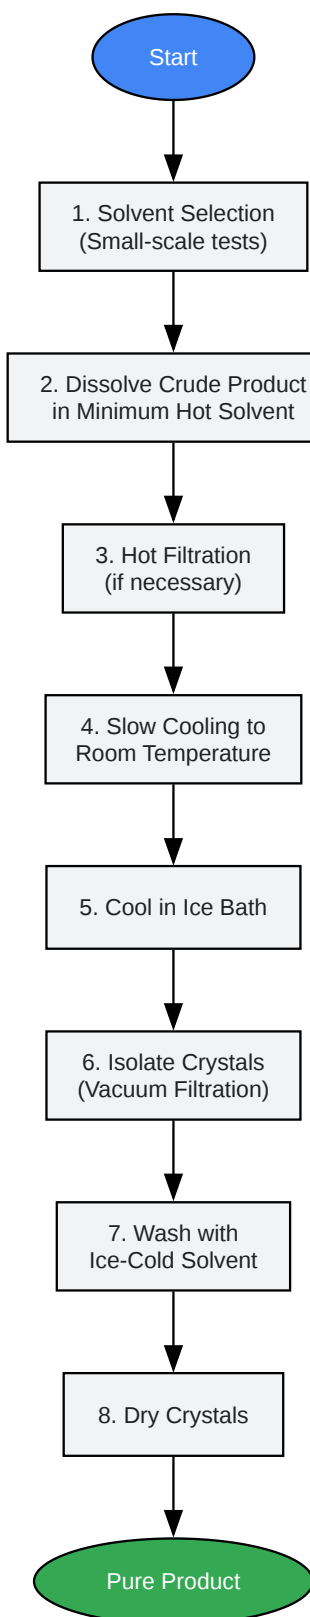 Start
1. Solvent Selection
(Small-scale tests)
2. Dissolve Crude Product
in Minimum Hot Solvent
3. Hot Filtration
(if necessary)
4. Slow Cooling to
Room Temperature
5. Cool in Ice Bath
6. Isolate Crystals
(Vacuum Filtration)
7. Wash with
Ice-Cold Solvent
8. Dry Crystals
Pure Product